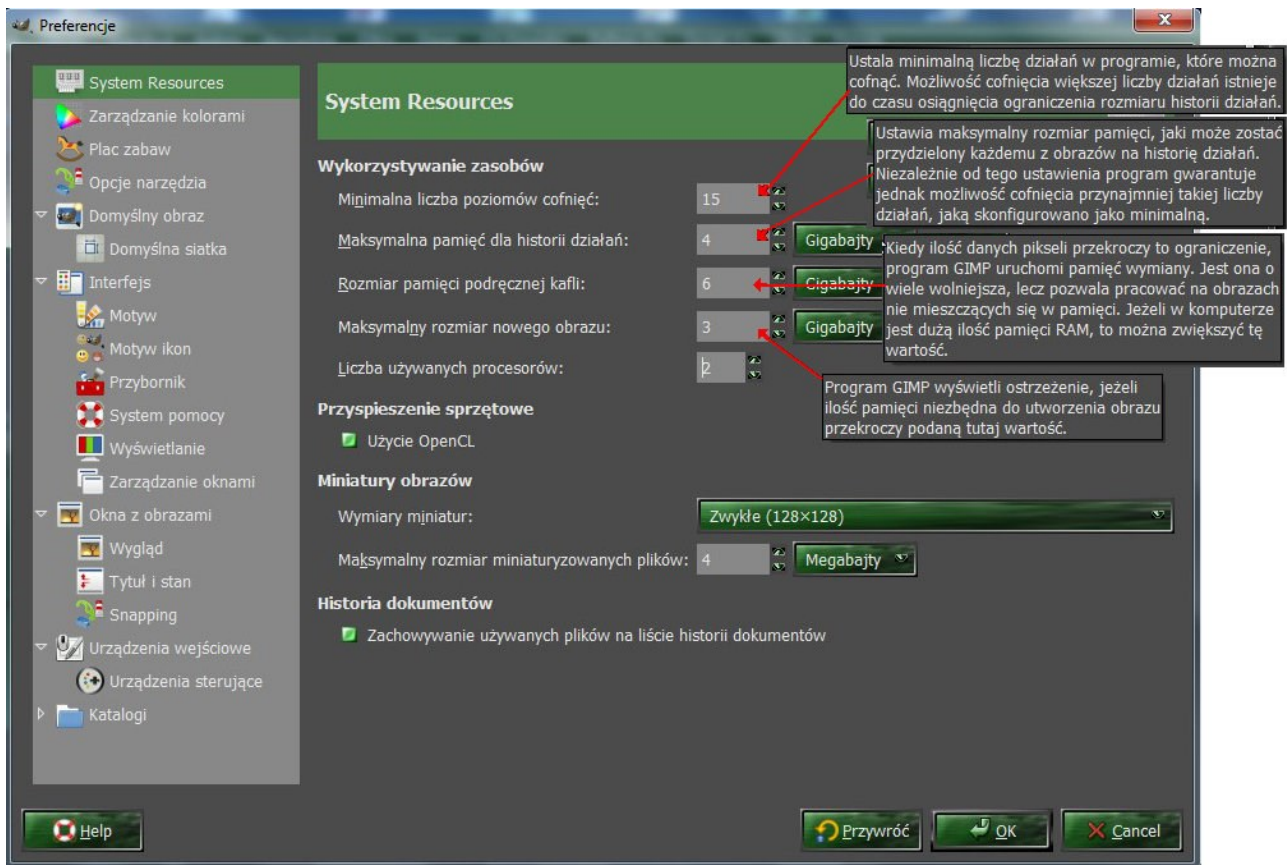 Preferencje
System Resources
Zarządzanie kolorami
Plac zabaw
Opcje narzędzia
Domyślny obraz
Domyślna siatka
Interfejs
Motyw
Motyw ikon
Przybornik
System pomocy
Wyświetlanie
Zarządzanie oknami
Okna z obrazami
Wygląd
Tytuł i stan
Snapping
Urządzenia wejściowe
Urządzenia sterujące
Katalogi
System Resources
Ustala minimalną liczbę działań w programie, które można
cofnąć. Możliwość cofnięcia większej liczby działań istnieje
do czasu osiągnięcia ograniczenia rozmiaru historii działań.
Ustawia maksymalny rozmiar pamięci, jaki może zostać
przydzielony każdemu z obrazów na historię działań.
Niezależnie od tego ustawienia program gwarantuje
jednak możliwość cofnięcia przynajmniej takiej liczby
działań, jaką skonfigurowano jako minimalną.
Wykorzystywanie zasobów
Minimalna liczba poziomów cofnięć: 15
Maksymalna pamięć dla historii działań: 4 Gigabajty
Rozmiar pamięci podręcznej kafli: 6 Gigabajty
Maksymalny rozmiar nowego obrazu: 3 Gigabajty
Liczba używanych procesorów: 2
Kiedy ilość danych pikseli przekroczy to ograniczenie,
program GIMP uruchomi pamięć wymiany. Jest ona o
wiele wolniejsza, lecz pozwala pracować na obrazach
nie mieszczących się w pamięci. Jeżeli w komputerze
jest dużą ilość pamięci RAM, to można zwiększyć tę
wartość.
Program GIMP wyświetli ostrzeżenie, jeżeli
ilość pamięci niezbędna do utworzenia obrazu
przekroczy podaną tutaj wartość.
Przyspieszenie sprzętowe
Użycie OpenCL
Miniatury obrazów
Wymiary miniatur: Zwykłe (128×128)
Maksymalny rozmiar miniaturyzowanych plików: 4 Megabajty
Historia dokumentów
Zachowywanie używanych plików na liście historii dokumentów
Help
Przywróć
OK
Cancel